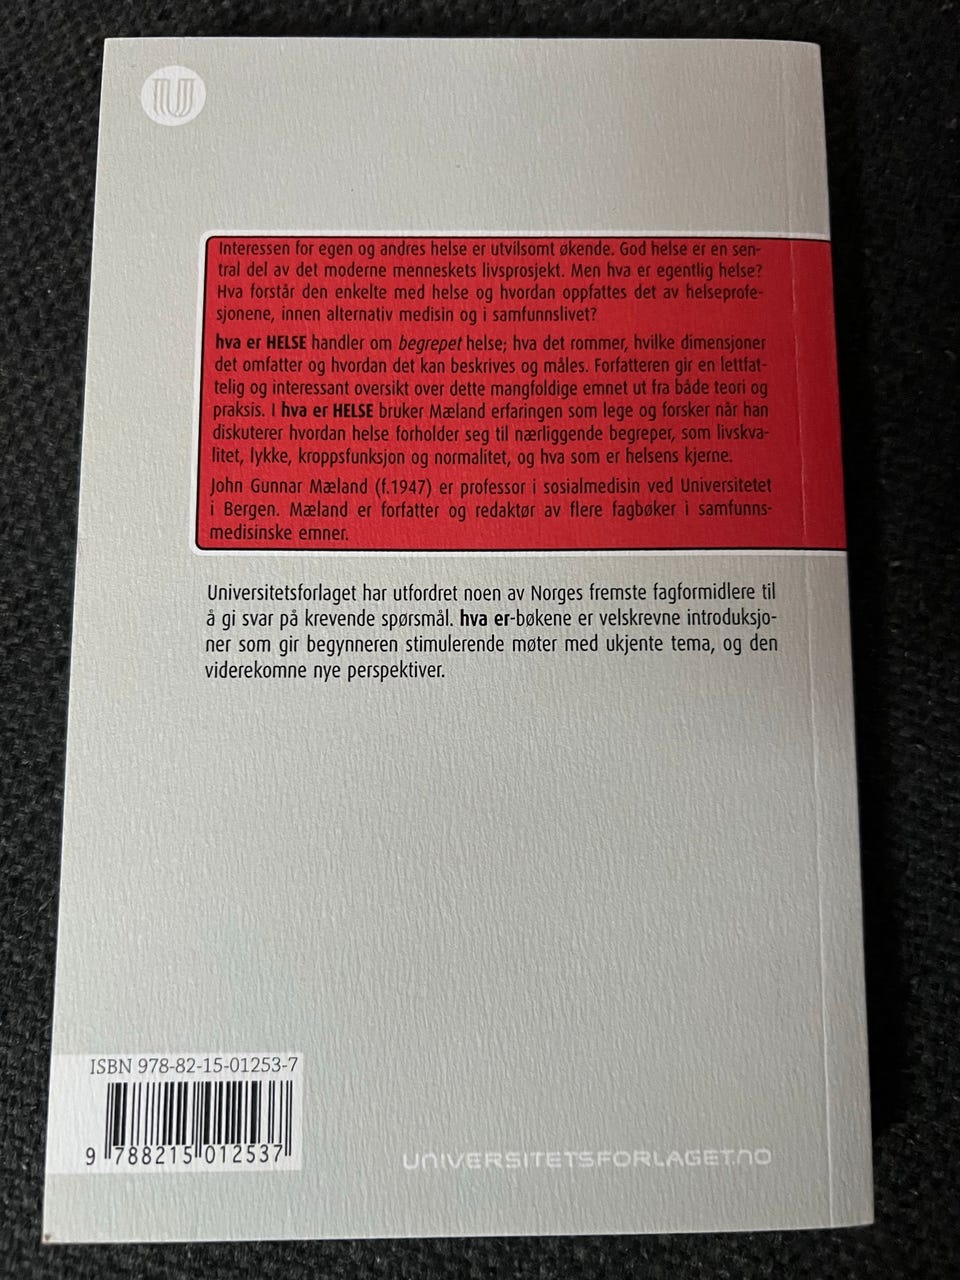 U
Interessen for egen og andres helse er utvilsomt økende. God helse er en sen-
tral del av det moderne menneskets livsprosjekt. Men hva er egentlig helse?
Hva forstår den enkelte med helse og hvordan oppfattes det av helseprofe-
sjonene, innen alternativ medisin og i samfunnslivet?
hva er HELSE handler om begrepet helse; hva det rommer, hvilke dimensjoner
det omfatter og hvordan det kan beskrives og måles. Forfatteren gir en lettfat-
telig og interessant oversikt over dette mangfoldige emnet ut fra både teori og
praksis. I hva er HELSE bruker Mæland erfaringen som lege og forsker når han
diskuterer hvordan helse forholder seg til nærliggende begreper, som livskva-
litet, lykke, kroppsfunksjon og normalitet, og hva som er helsens kjerne.
John Gunnar Mæland (f.1947) er professor i sosialmedisin ved Universitetet
i Bergen. Mæland er forfatter og redaktør av flere fagbøker i samfunns-
medisinske emner.
Universitetsforlaget har utfordret noen av Norges fremste fagformidlere til
å gi svar på krevende spørsmål. hva er-bøkene er velskrevne introduksjo-
ner som gir begynneren stimulerende møter med ukjente tema, og den
viderekomne nye perspektiver.
ISBN 978-82-15-01253-7
9 788215 012537
UNIVERSITETSFORLAGET.NO